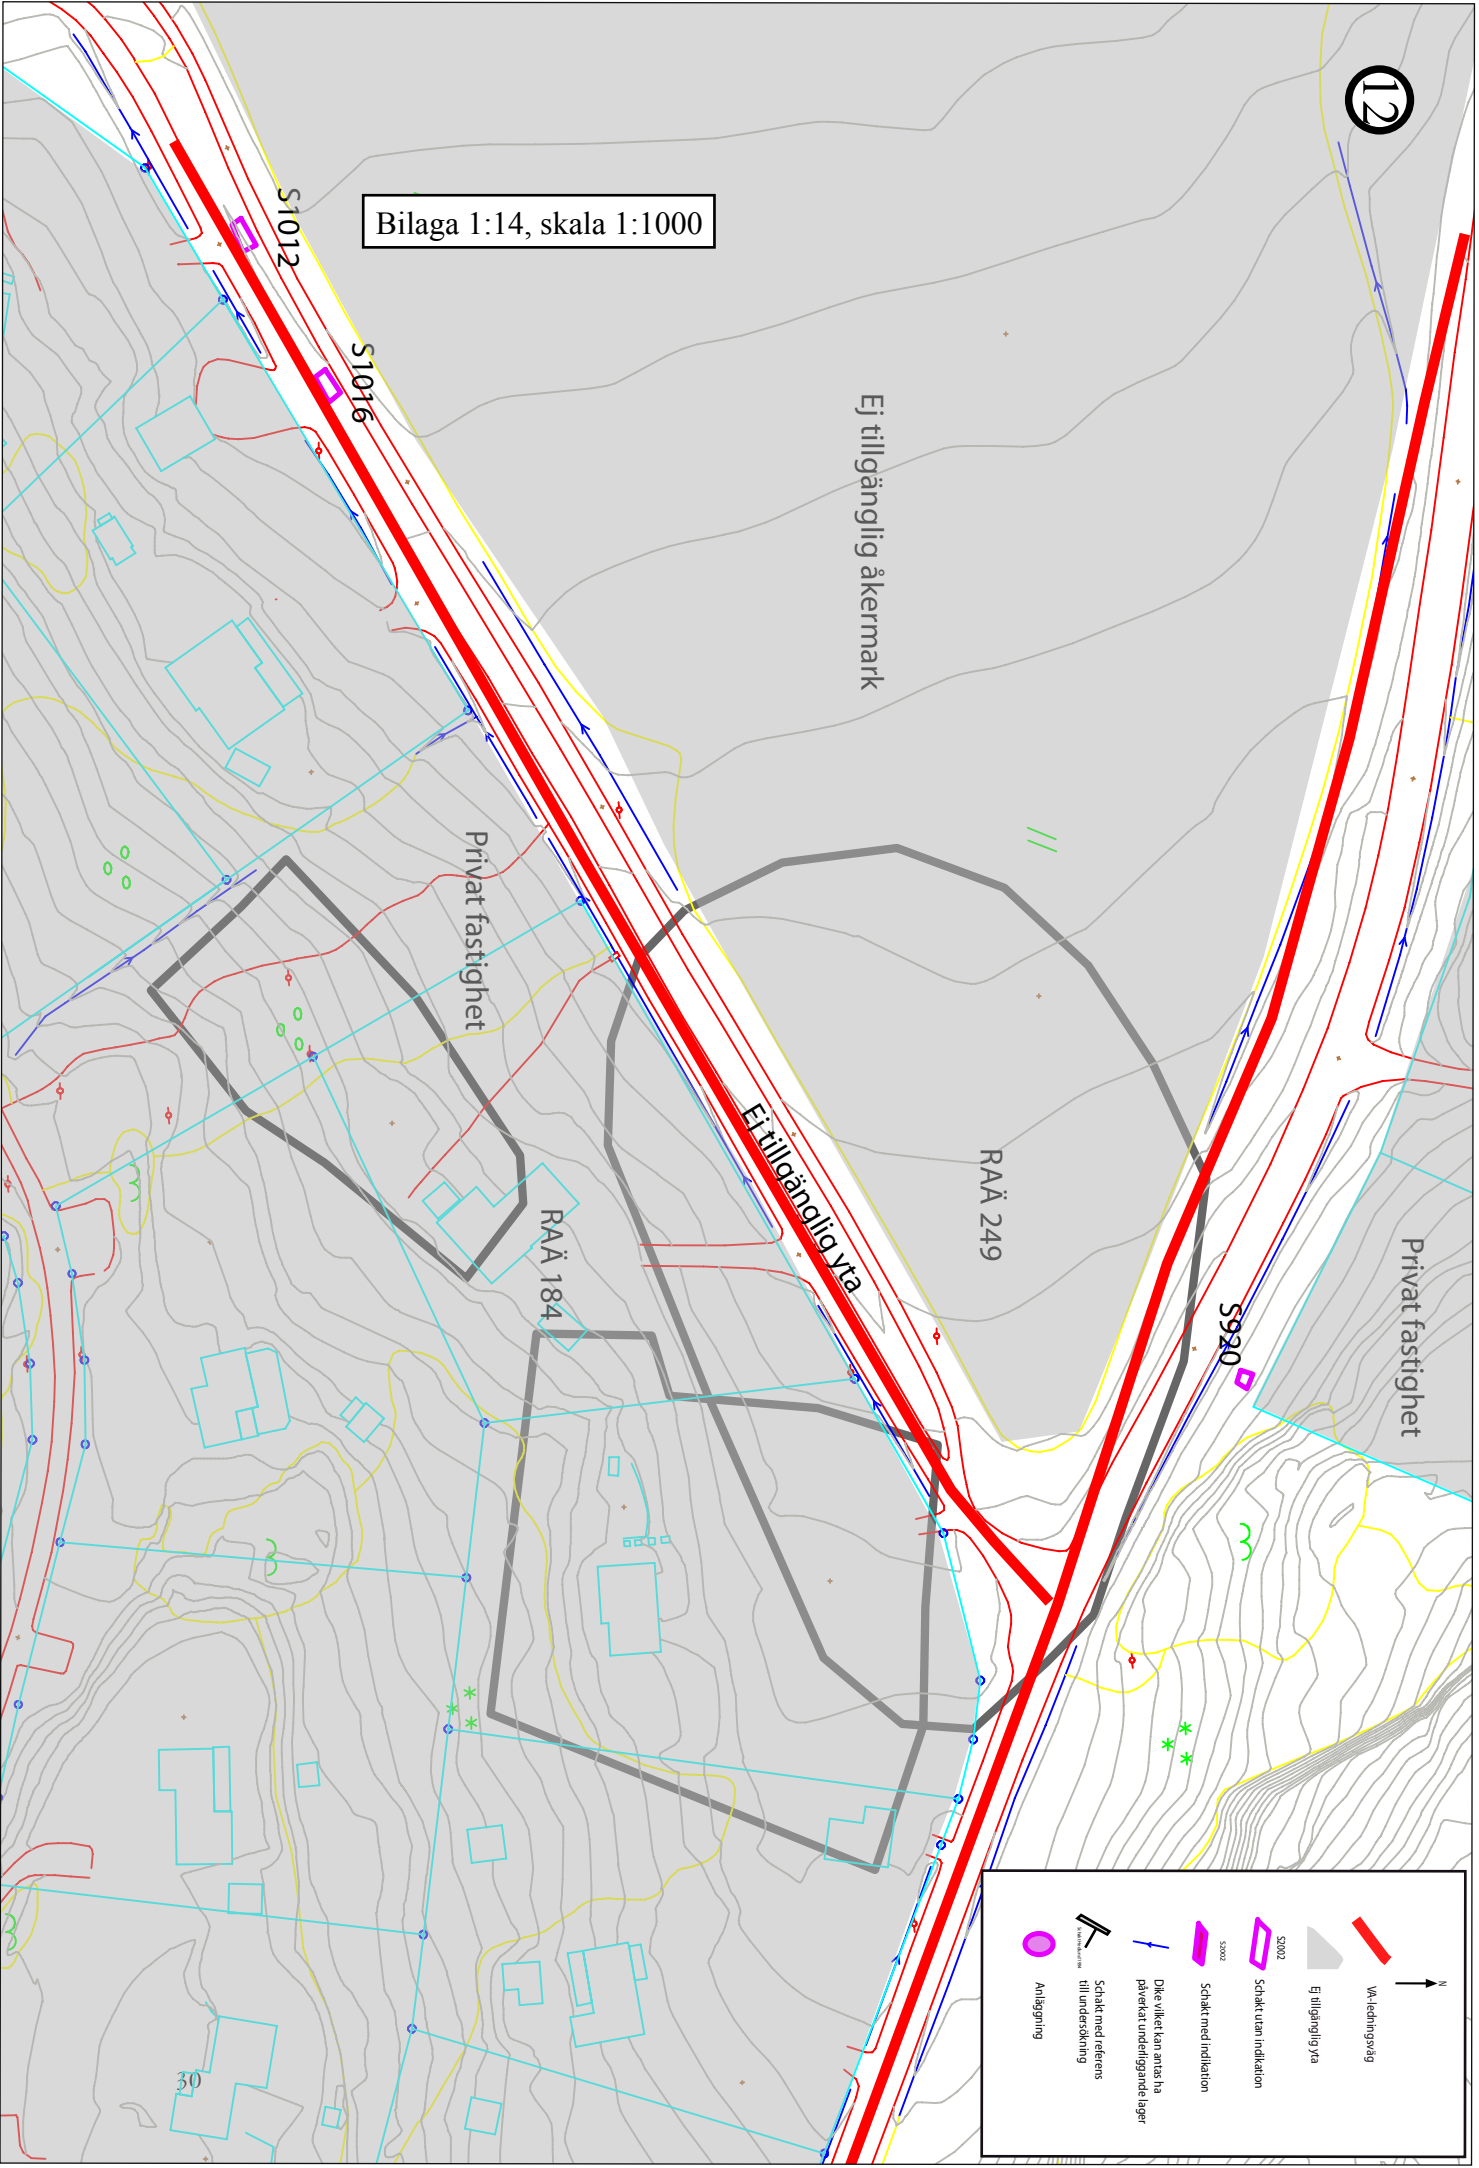 12
Bilaga 1:14, skala 1:1000
S1012
S1016
Ej tillgänglig åkermark
Privat fastighet
RAÄ 249
Ej tillgänglig yta
RAÄ 184
S920
Privat fastighet
N
VA-ledningsväg
Ej tillgänglig yta
S2002
Schakt utan indikation
S2002
Schakt med indikation
Dike vilket kan antas ha
påverkat underliggande lager
Schakt med referens
till undersökning
Anläggning
30